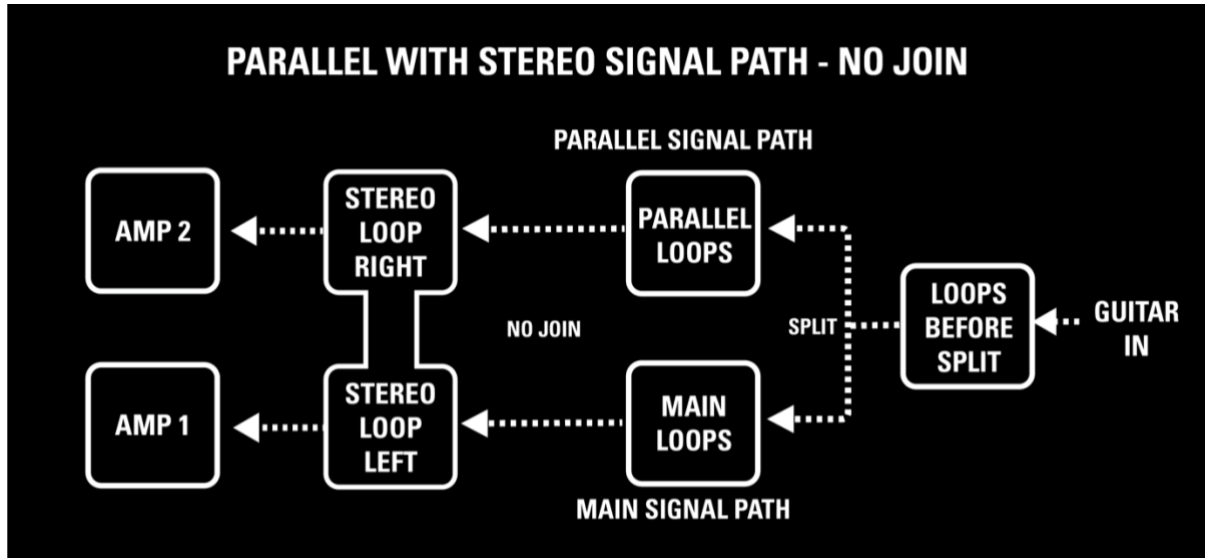 PARALLEL WITH STEREO SIGNAL PATH - NO JOIN
PARALLEL SIGNAL PATH
AMP 2
STEREO
LOOP
RIGHT
PARALLEL
LOOPS
NO JOIN
SPLIT
LOOPS
BEFORE
SPLIT
GUITAR
IN
AMP 1
STEREO
LOOP
LEFT
MAIN
LOOPS
MAIN SIGNAL PATH